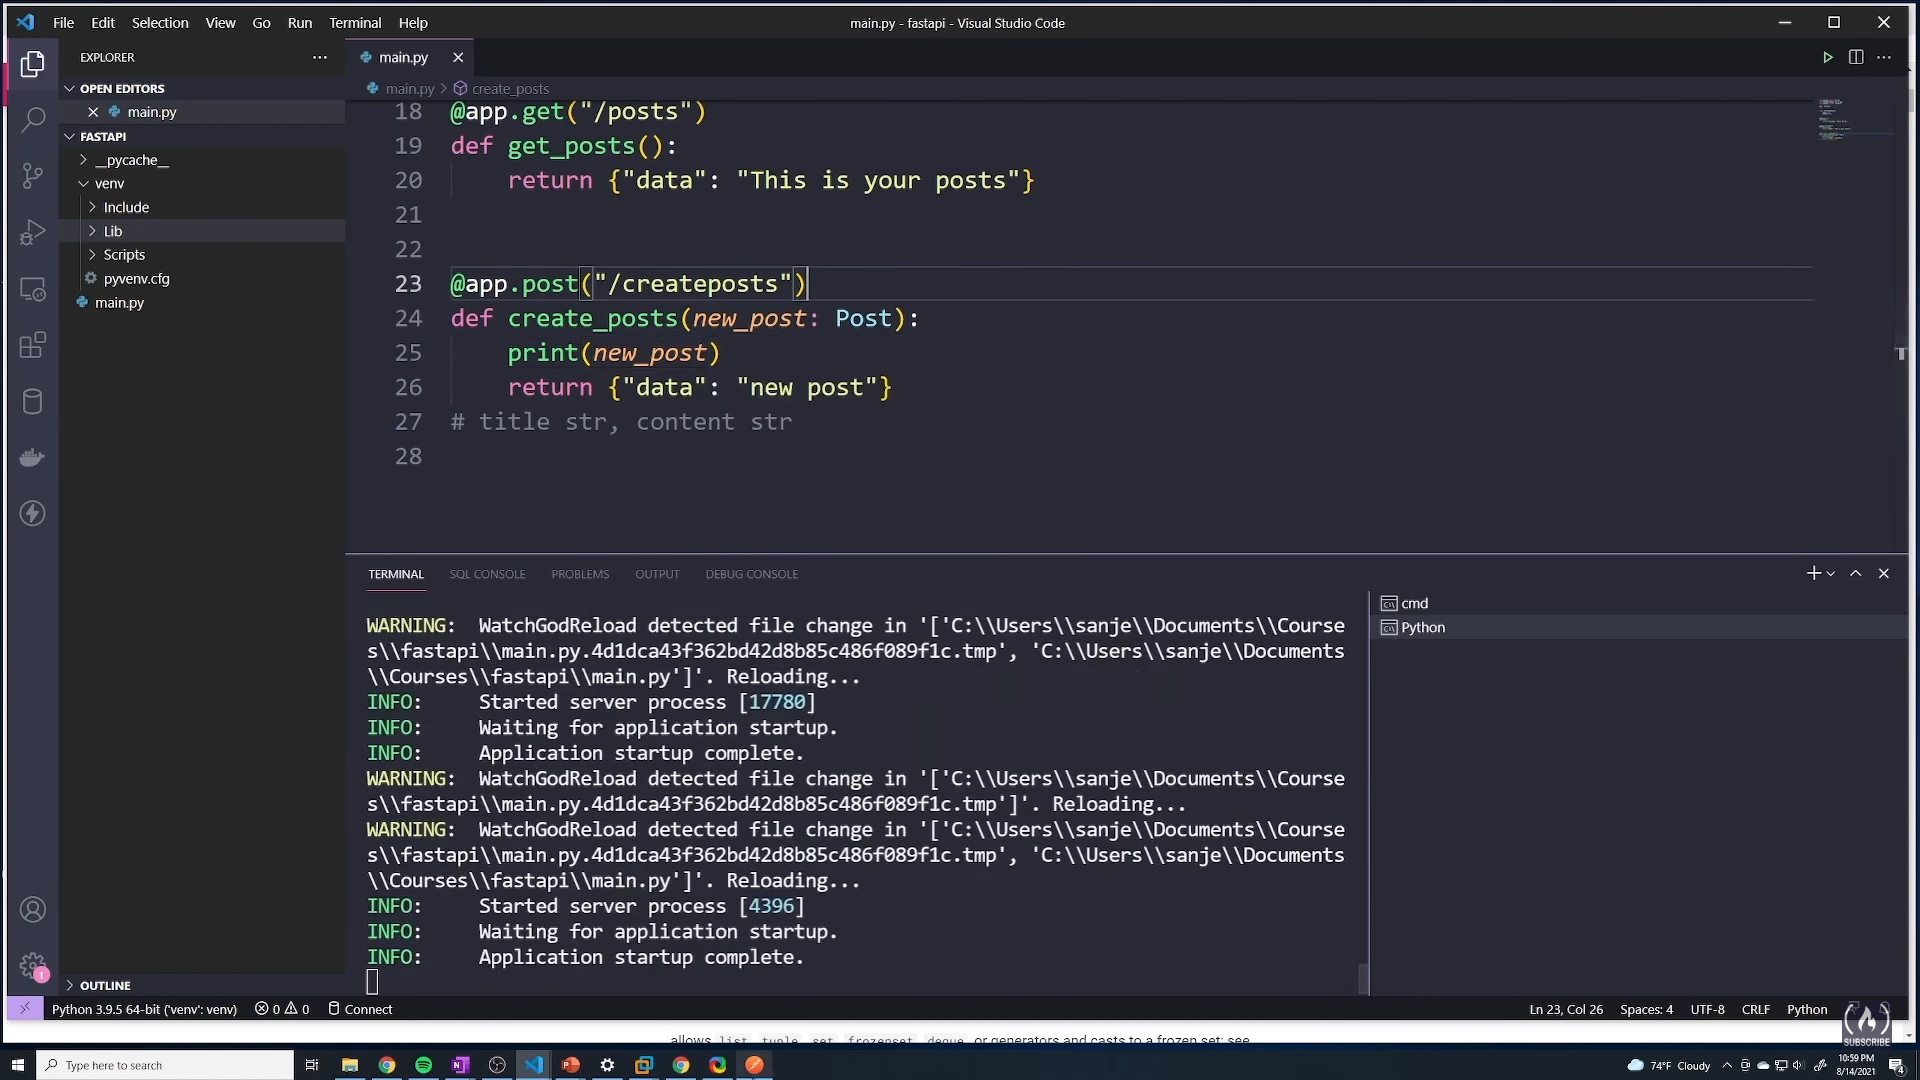 File Edit Selection View Go Run Terminal Help
main.py - fastapi - Visual Studio Code
EXPLORER
OPEN EDITORS
main.py
FASTAPI
__pycache__
venv
Include
Lib
Scripts
pyvenv.cfg
main.py
OUTLINE
main.py
main.py > create_posts
18 @app.get("/posts")
19 def get_posts():
20 return {"data": "This is your posts"}
21
22
23 @app.post("/createposts")
24 def create_posts(new_post: Post):
25 print(new_post)
26 return {"data": "new post"}
27 # title str, content str
28
TERMINAL SQL CONSOLE PROBLEMS OUTPUT DEBUG CONSOLE
WARNING: WatchGodReload detected file change in '['C:\\Users\\sanje\\Documents\\Course
s\\fastapi\\main.py.4d1dca43f362bd42d8b85c486f089f1c.tmp', 'C:\\Users\\sanje\\Documents
\\Courses\\fastapi\\main.py']'. Reloading...
INFO: Started server process [17780]
INFO: Waiting for application startup.
INFO: Application startup complete.
WARNING: WatchGodReload detected file change in '['C:\\Users\\sanje\\Documents\\Course
s\\fastapi\\main.py.4d1dca43f362bd42d8b85c486f089f1c.tmp']'. Reloading...
WARNING: WatchGodReload detected file change in '['C:\\Users\\sanje\\Documents\\Course
s\\fastapi\\main.py.4d1dca43f362bd42d8b85c486f089f1c.tmp', 'C:\\Users\\sanje\\Documents
\\Courses\\fastapi\\main.py']'. Reloading...
INFO: Started server process [4396]
INFO: Waiting for application startup.
INFO: Application startup complete.
cmd
Python
1
Python 3.9.5 64-bit ('venv': venv) 0 0 Connect
Ln 23, Col 26 Spaces: 4 UTF-8 CRLF Python
SUBSCRIBE
allows list, tuple, set, frozenset, deque, or generators and casts to a frozen set; see
Type here to search
74°F Cloudy
10:59 PM
8/14/2021
4